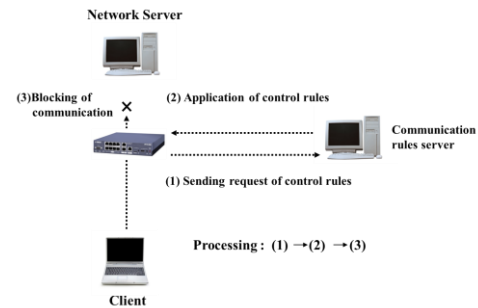 Network Server
(3)Blocking of
communication
×
(2) Application of control rules
Communication
rules server
(1) Sending request of control rules
Processing : (1) →(2) →(3)
Client